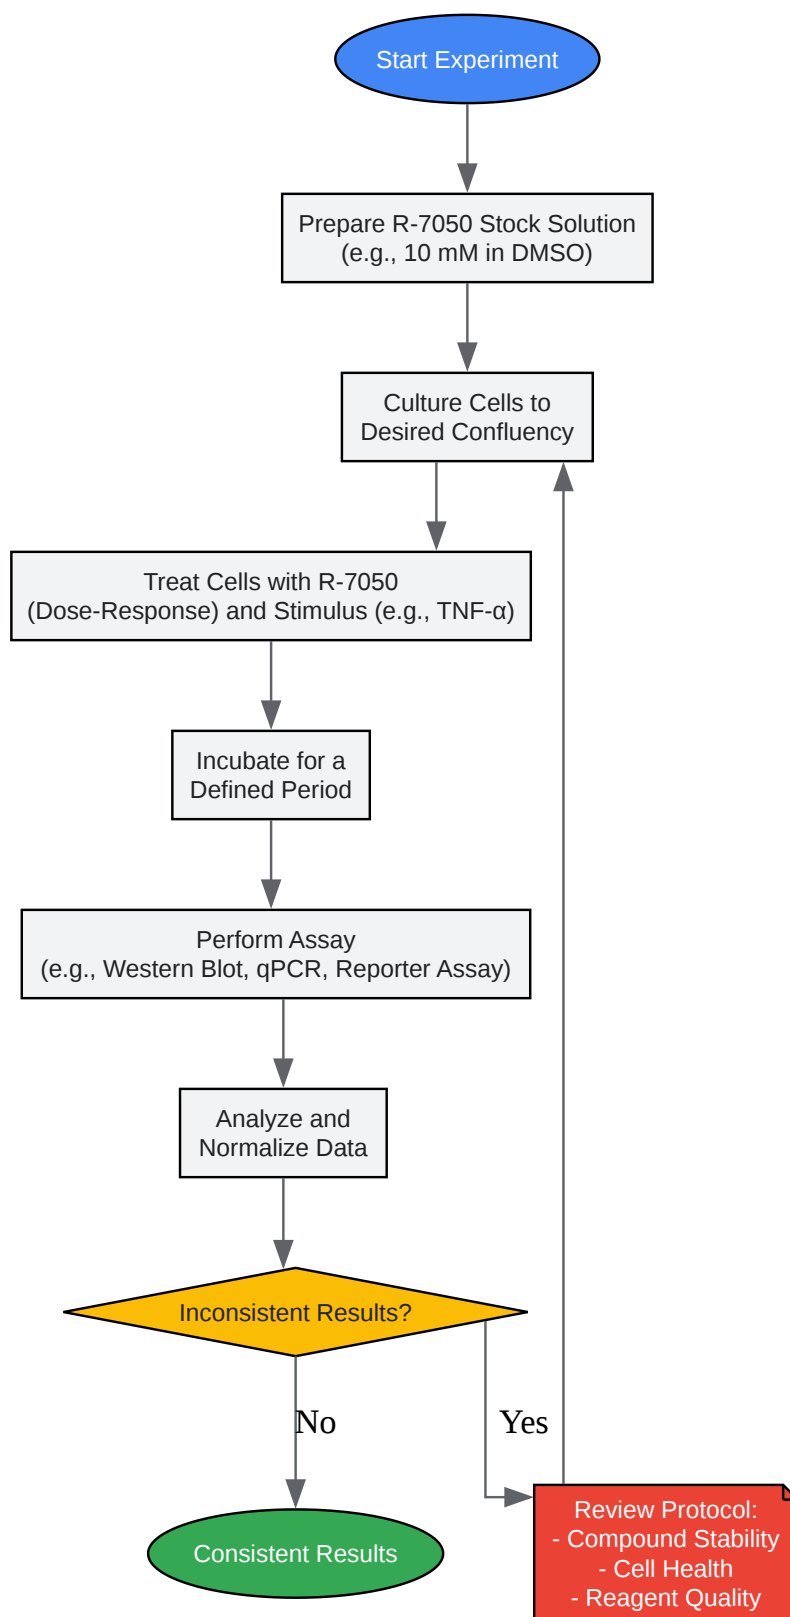 Start Experiment
Prepare R-7050 Stock Solution
(e.g., 10 mM in DMSO)
Culture Cells to
Desired Confluency
Treat Cells with R-7050
(Dose-Response) and Stimulus (e.g., TNF-α)
Incubate for a
Defined Period
Perform Assay
(e.g., Western Blot, qPCR, Reporter Assay)
Analyze and
Normalize Data
Inconsistent Results?
No
Yes
Consistent Results
Review Protocol:
- Compound Stability
- Cell Health
- Reagent Quality